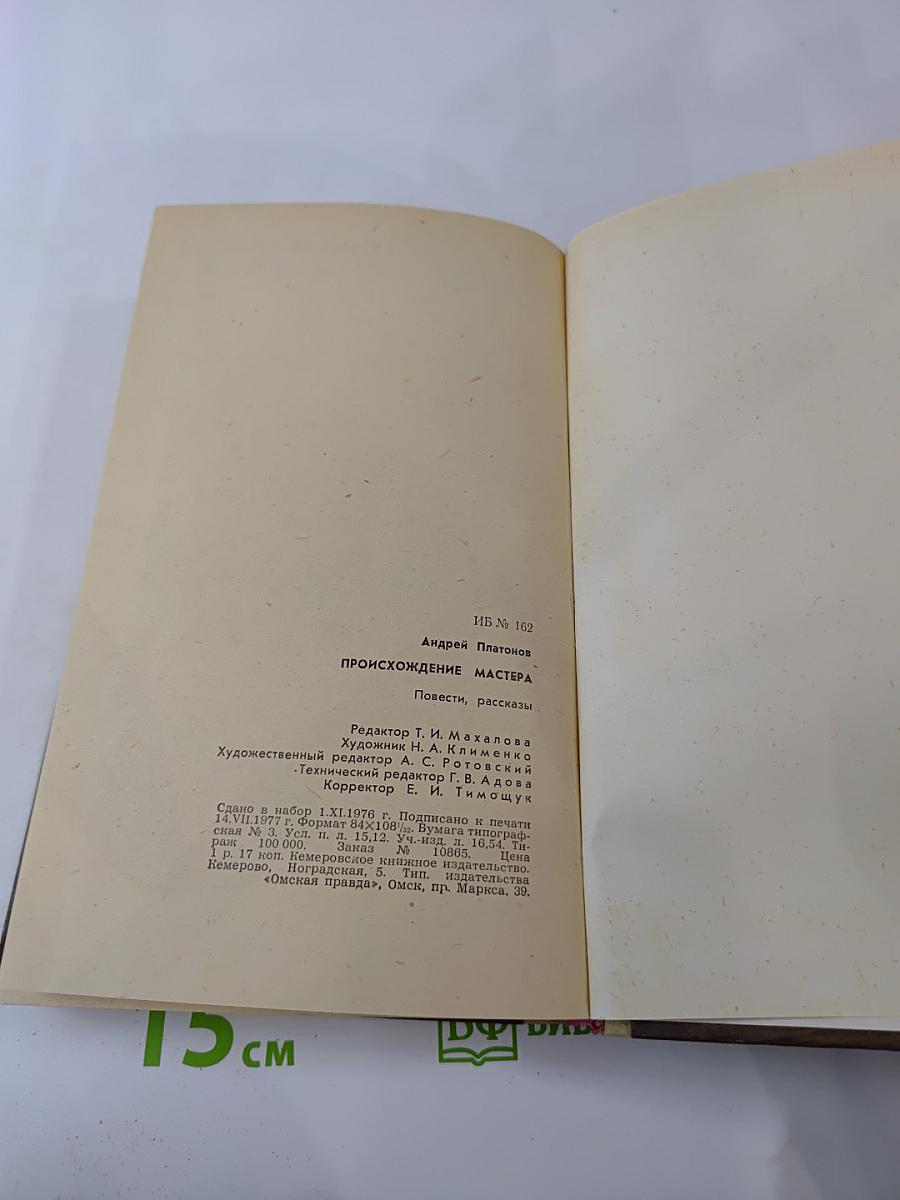 ИБ № 162
Андрей Платонов
ПРОИСХОЖДЕНИЕ МАСТЕРА
Повести, рассказы
Редактор Т. И. Махалова
Художник Н. А. Клименко
Художественный редактор А. С. Ротовский
Технический редактор Г. В. Адова
Корректор Е. И. Тимощук
Сдано в набор 1.XI.1976 г. Подписано к печати
14.VII.1977 г. Формат 84×108¹/₃₂. Бумага типограф-
ская № 3. Усл. п. л. 15,12. Уч.-изд. л. 16,54. Ти-
раж 100 000. Заказ № 10865. Цена
1 р. 17 коп. Кемеровское книжное издательство.
Кемерово, Ноградская, 5. Тип. издательства
«Омская правда», Омск, пр. Маркса, 39.
15 см
БФ